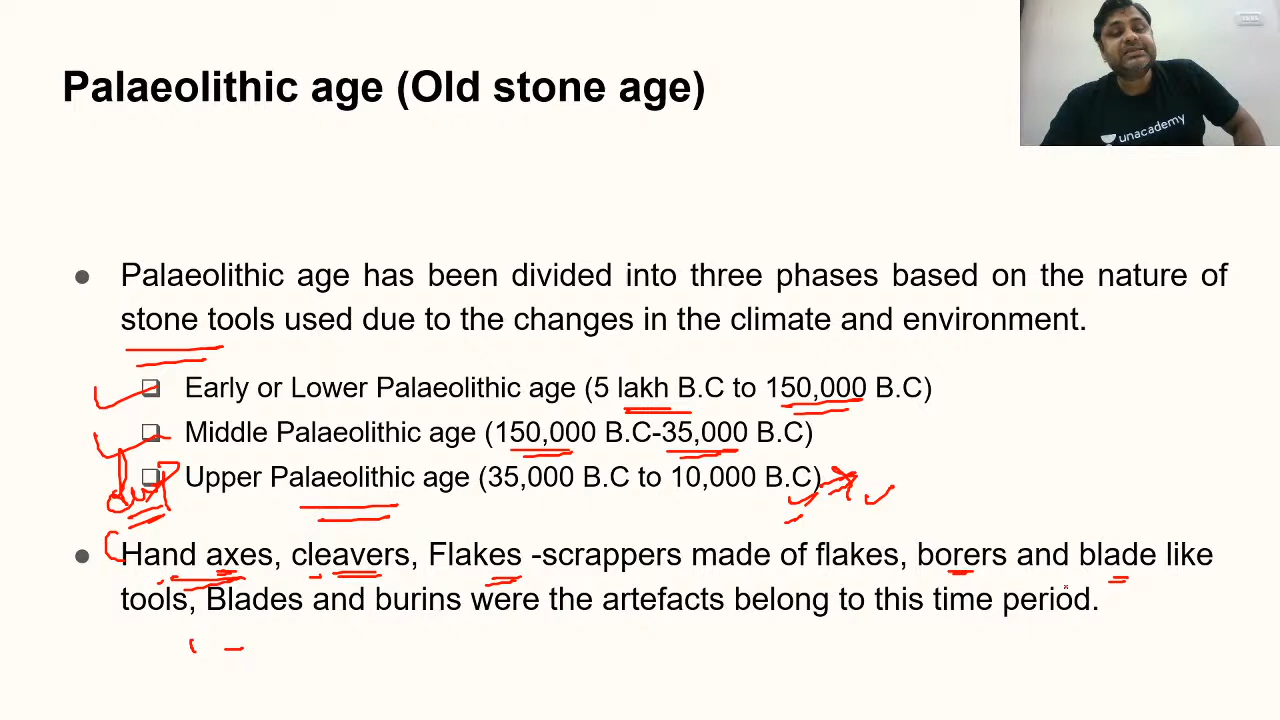 Palaeolithic age (Old stone age)
unacademy
Palaeolithic age has been divided into three phases based on the nature of
stone tools used due to the changes in the climate and environment.
Early or Lower Palaeolithic age (5 lakh B.C to 150,000 B.C)
Middle Palaeolithic age (150,000 B.C-35,000 B.C)
Upper Palaeolithic age (35,000 B.C to 10,000 B.C)
Hand axes, cleavers, Flakes -scrappers made of flakes, borers and blade like
tools, Blades and burins were the artefacts belong to this time period.